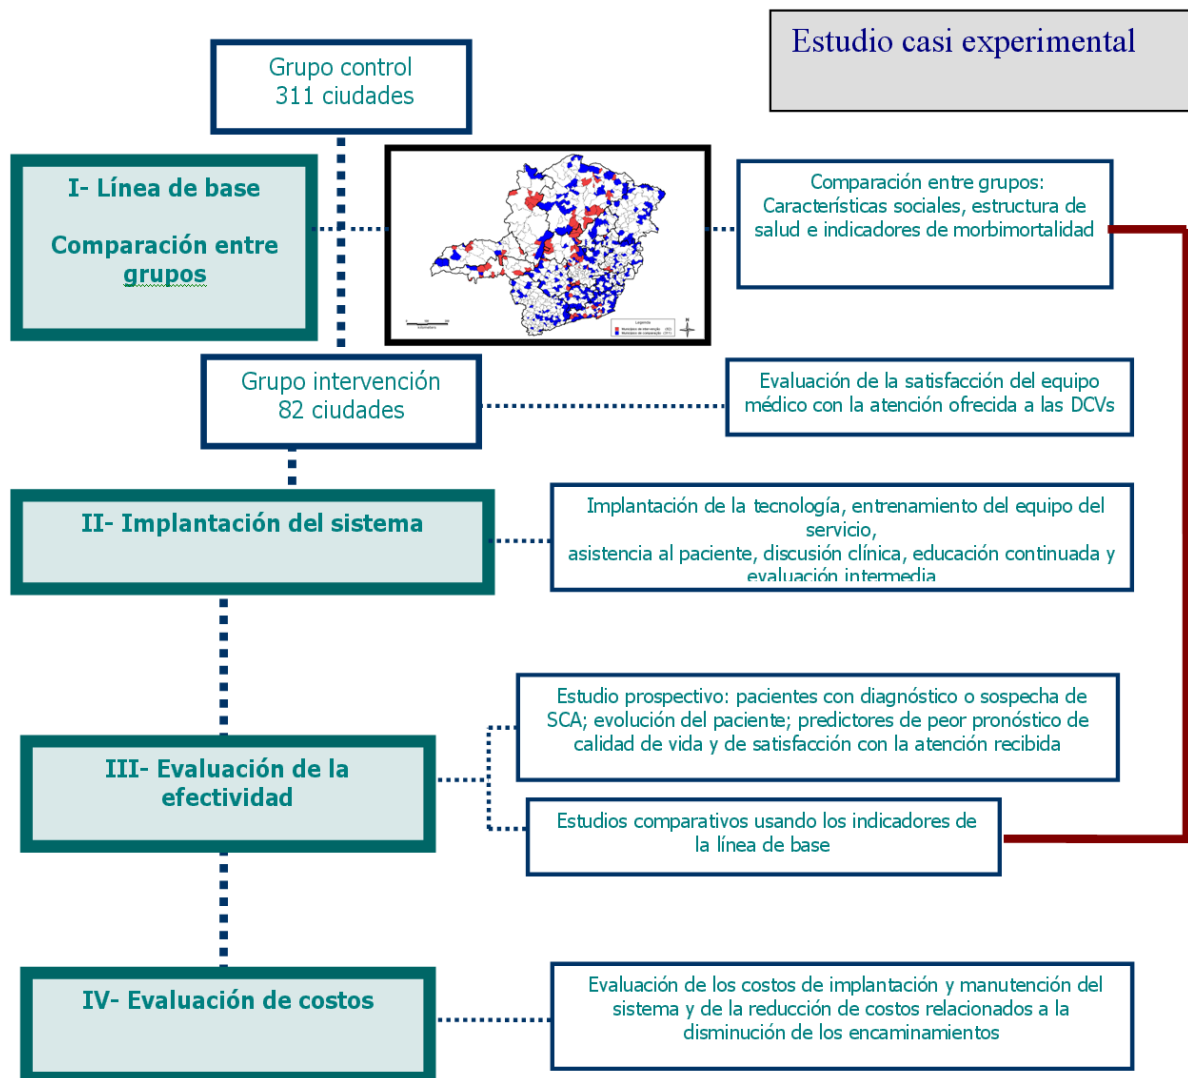 Estudio casi experimental
Grupo control
311 ciudades
I- Línea de base
Comparación entre
grupos
Comparación entre grupos:
Características sociales, estructura de
salud e indicadores de morbimortalidad
Grupo intervención
82 ciudades
Evaluación de la satisfacción del equipo
médico con la atención ofrecida a las DCVs
II- Implantación del sistema
Implantación de la tecnología, entrenamiento del equipo del
servicio,
asistencia al paciente, discusión clínica, educación continuada y
evaluación intermedia
Estudio prospectivo: pacientes con diagnóstico o sospecha de
SCA; evolución del paciente; predictores de peor pronóstico de
calidad de vida y de satisfacción con la atención recibida
III- Evaluación de la
efectividad
Estudios comparativos usando los indicadores de
la línea de base
IV- Evaluación de costos
Evaluación de los costos de implantación y manutención del
sistema y de la reducción de costos relacionados a la
disminución de los encaminamientos